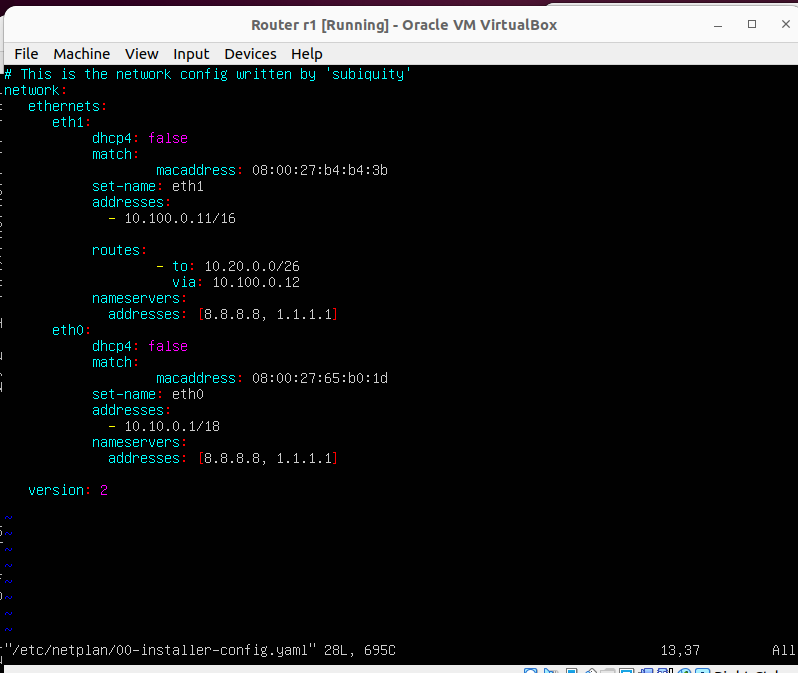 Router r1 [Running] - Oracle VM VirtualBox
File Machine View Input Devices Help
# This is the network config written by 'subiquity'
network:
ethernets:
eth1:
dhcp4: false
match:
macaddress: 08:00:27:b4:b4:3b
set-name: eth1
addresses:
- 10.100.0.11/16
routes:
- to: 10.20.0.0/26
via: 10.100.0.12
nameservers:
addresses: [8.8.8.8, 1.1.1.1]
eth0:
dhcp4: false
match:
macaddress: 08:00:27:65:b0:1d
set-name: eth0
addresses:
- 10.10.0.1/18
nameservers:
addresses: [8.8.8.8, 1.1.1.1]
version: 2
~
~
~
~
~
~
~
~
"/etc/netplan/00-installer-config.yaml" 28L, 695C 13,37 All